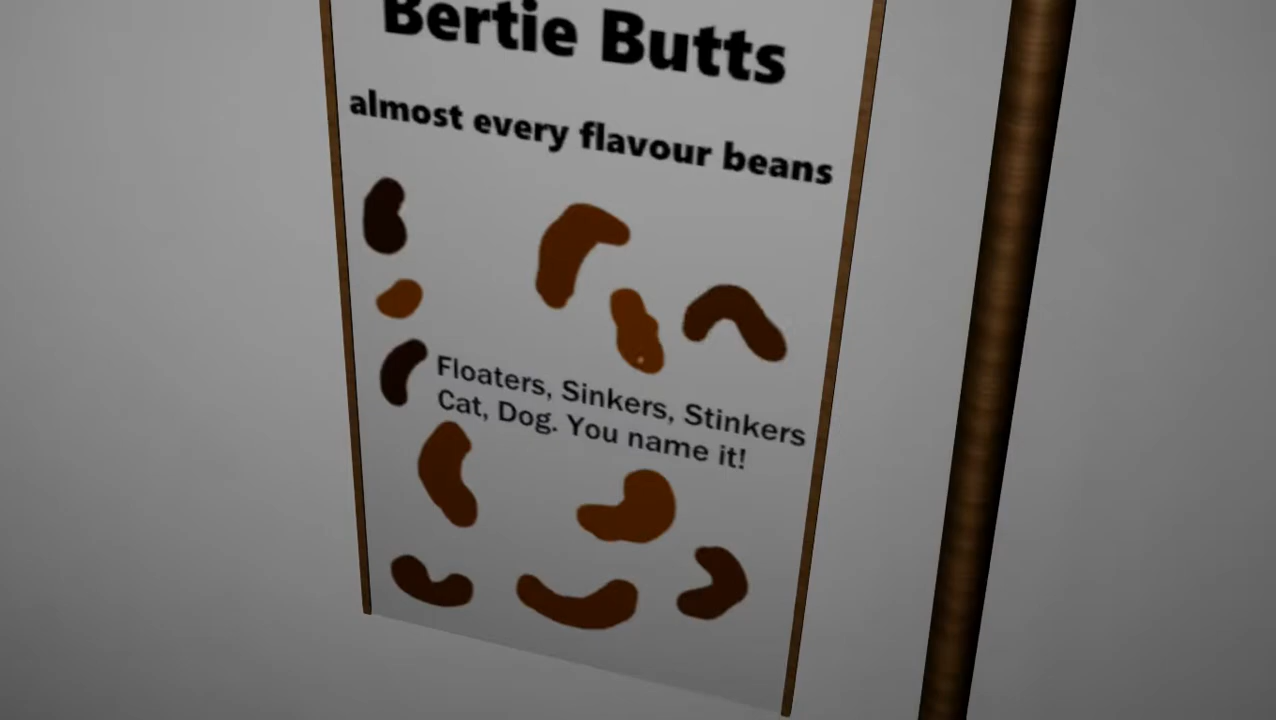 Bertie Butts
almost every flavour beans
Floaters, Sinkers, Stinkers
Cat, Dog. You name it!